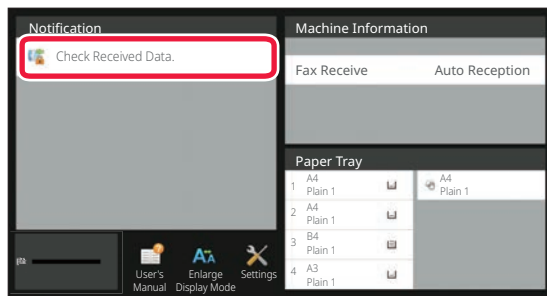 Notification
Check Received Data.
Machine Information
Fax Receive Auto Reception
Paper Tray
1 A4
Plain 1
2 A4
Plain 1
3 B4
Plain 1
4 A3
Plain 1
A4
Plain 1
User's
Manual
Enlarge
Display Mode
Settings